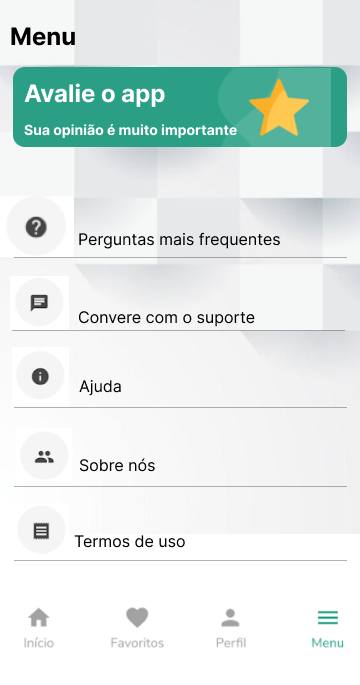 Menu
Avalie o app
Sua opinião é muito importante
Perguntas mais frequentes
Convere com o suporte
Ajuda
Sobre nós
Termos de uso
Início
Favoritos
Perfil
Menu